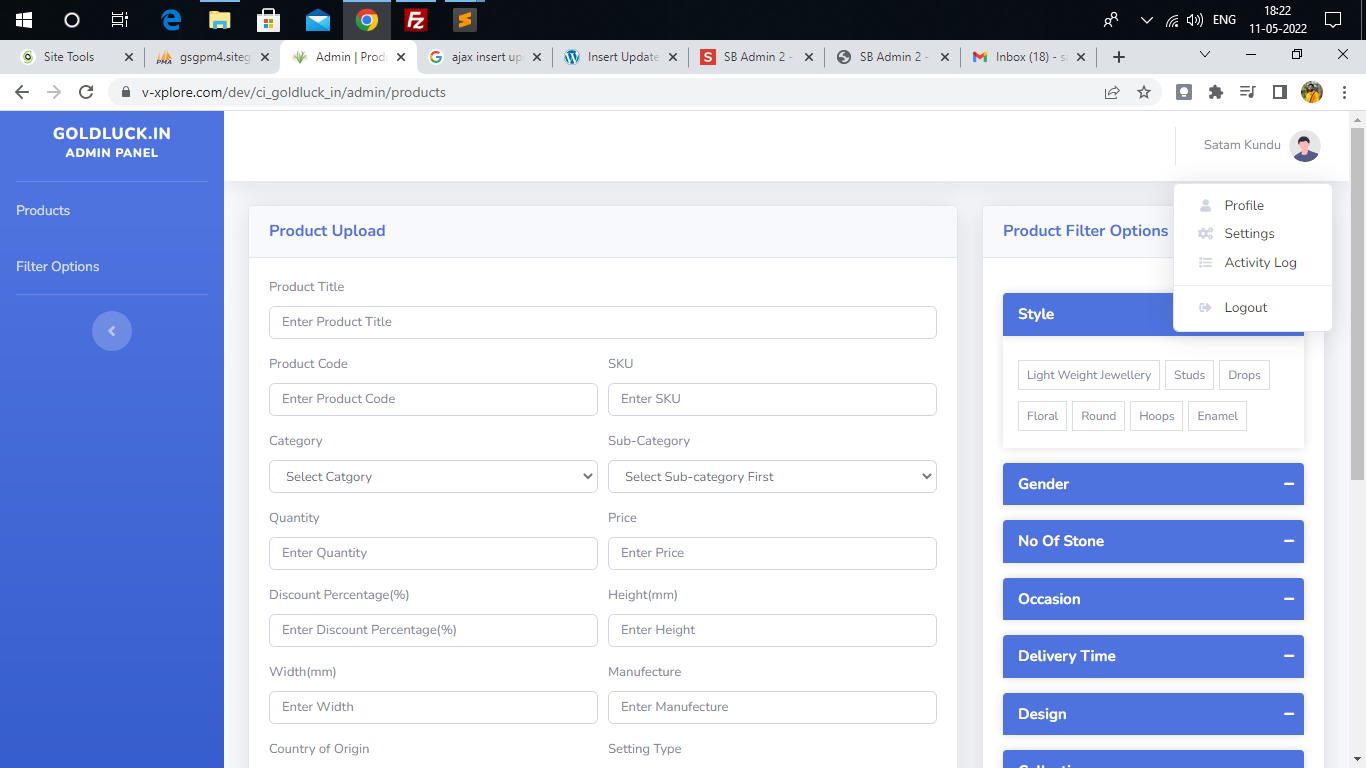 ENG
18:22
11-05-2022
Site Tools
gsgpm4.siteg
PMA
Admin | Prod
ajax insert up
Insert Update
SB Admin 2 -
SB Admin 2 -
Inbox (18) - s
v-xplore.com/dev/ci_goldluck_in/admin/products
GOLDLUCK.IN
ADMIN PANEL
Products
Filter Options
Satam Kundu
Profile
Settings
Activity Log
Logout
Product Upload
Product Title
Enter Product Title
Product Code
SKU
Enter Product Code
Enter SKU
Category
Sub-Category
Select Catgory
Select Sub-category First
Quantity
Price
Enter Quantity
Enter Price
Discount Percentage(%)
Height(mm)
Enter Discount Percentage(%)
Enter Height
Width(mm)
Manufecture
Enter Width
Enter Manufecture
Country of Origin
Setting Type
Product Filter Options
Style
Light Weight Jewellery Studs Drops
Floral Round Hoops Enamel
Gender
No Of Stone
Occasion
Delivery Time
Design